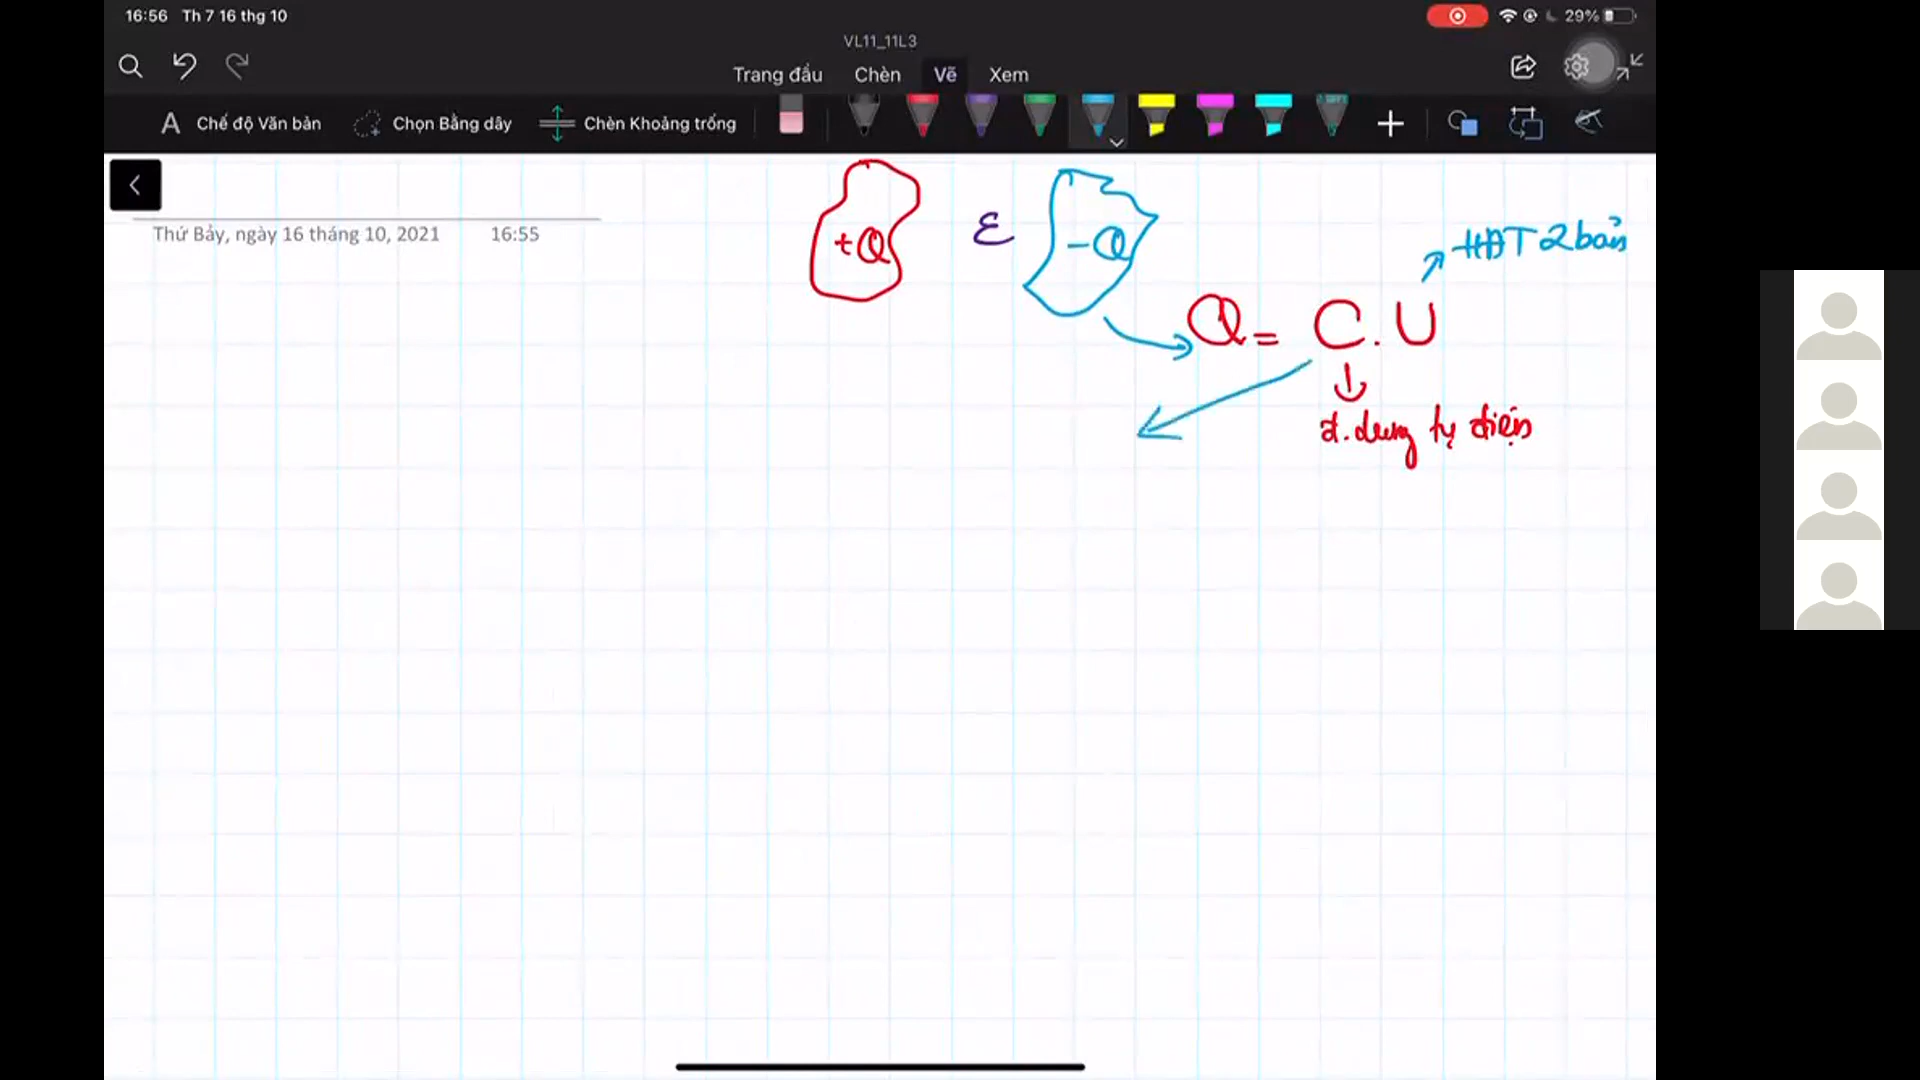 16:56 Th 7 16 thg 10
29%
VL11_11L3
Trang đầu Chèn Vẽ Xem
A Chế độ Văn bản Chọn Bằng dây Chèn Khoảng trống
Thứ Bảy, ngày 16 tháng 10, 2021 16:55
+Q ε -Q
HĐT 2 bản
Q = C.U
đ.dung tụ điện